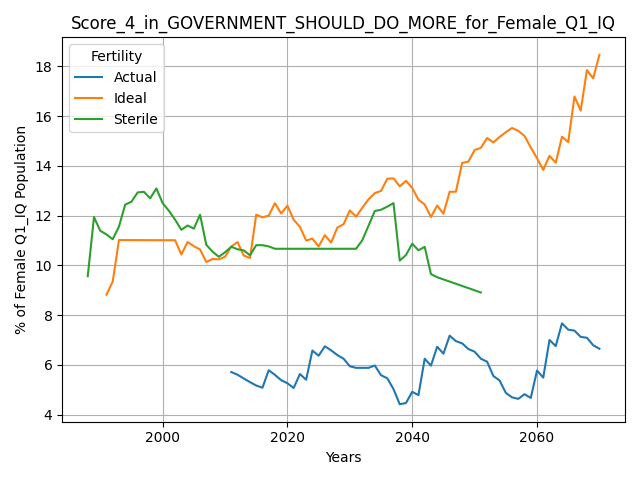 Score_4_in_GOVERNMENT_SHOULD_DO_MORE_for_Female_Q1_IQ
Fertility
Actual
Ideal
Sterile
% of Female Q1_IQ Population
18
16
14
12
10
8
6
4
2000
2020
2040
2060
Years